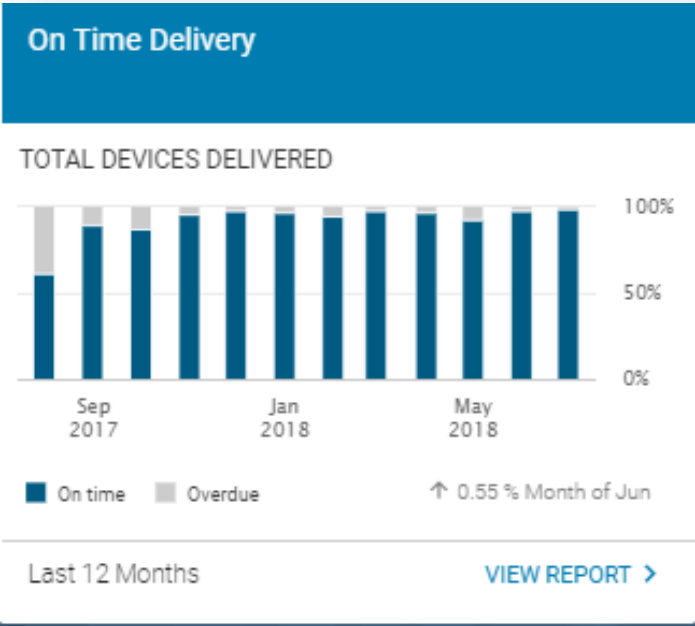 On Time Delivery
TOTAL DEVICES DELIVERED
100%
50%
0%
Sep
2017
Jan
2018
May
2018
On time
Overdue
↑ 0.55 % Month of Jun
Last 12 Months
VIEW REPORT >